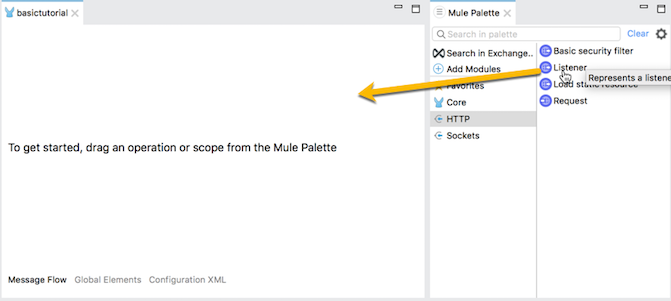 basictutorial
To get started, drag an operation or scope from the Mule Palette
Message Flow Global Elements Configuration XML
Mule Palette
Search in palette Clear
Search in Exchange...
Add Modules
Favorites
Core
HTTP
Sockets
Basic security filter
Listener
Represents a listene
Load static resource
Request